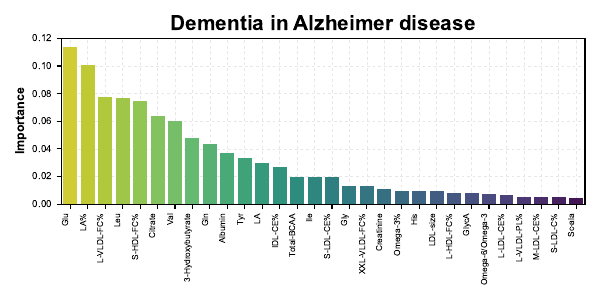 Dementia in Alzheimer disease
Importance
0.12
0.10
0.08
0.06
0.04
0.02
0.00
Glu
LA%
L-VLDL-FC%
Leu
S-HDL-FC%
Citrate
Val
3-Hydroxybutyrate
Gln
Albumin
Tyr
LA
IDL-CE%
Total-BCAA
Ile
S-LDL-CE%
Gly
XXL-VLDL-FC%
Creatinine
Omega-3%
His
LDL-size
L-HDL-FC%
GlycA
Omega-6/Omega-3
L-LDL-CE%
L-VLDL-PL%
M-LDL-CE%
S-LDL-C%